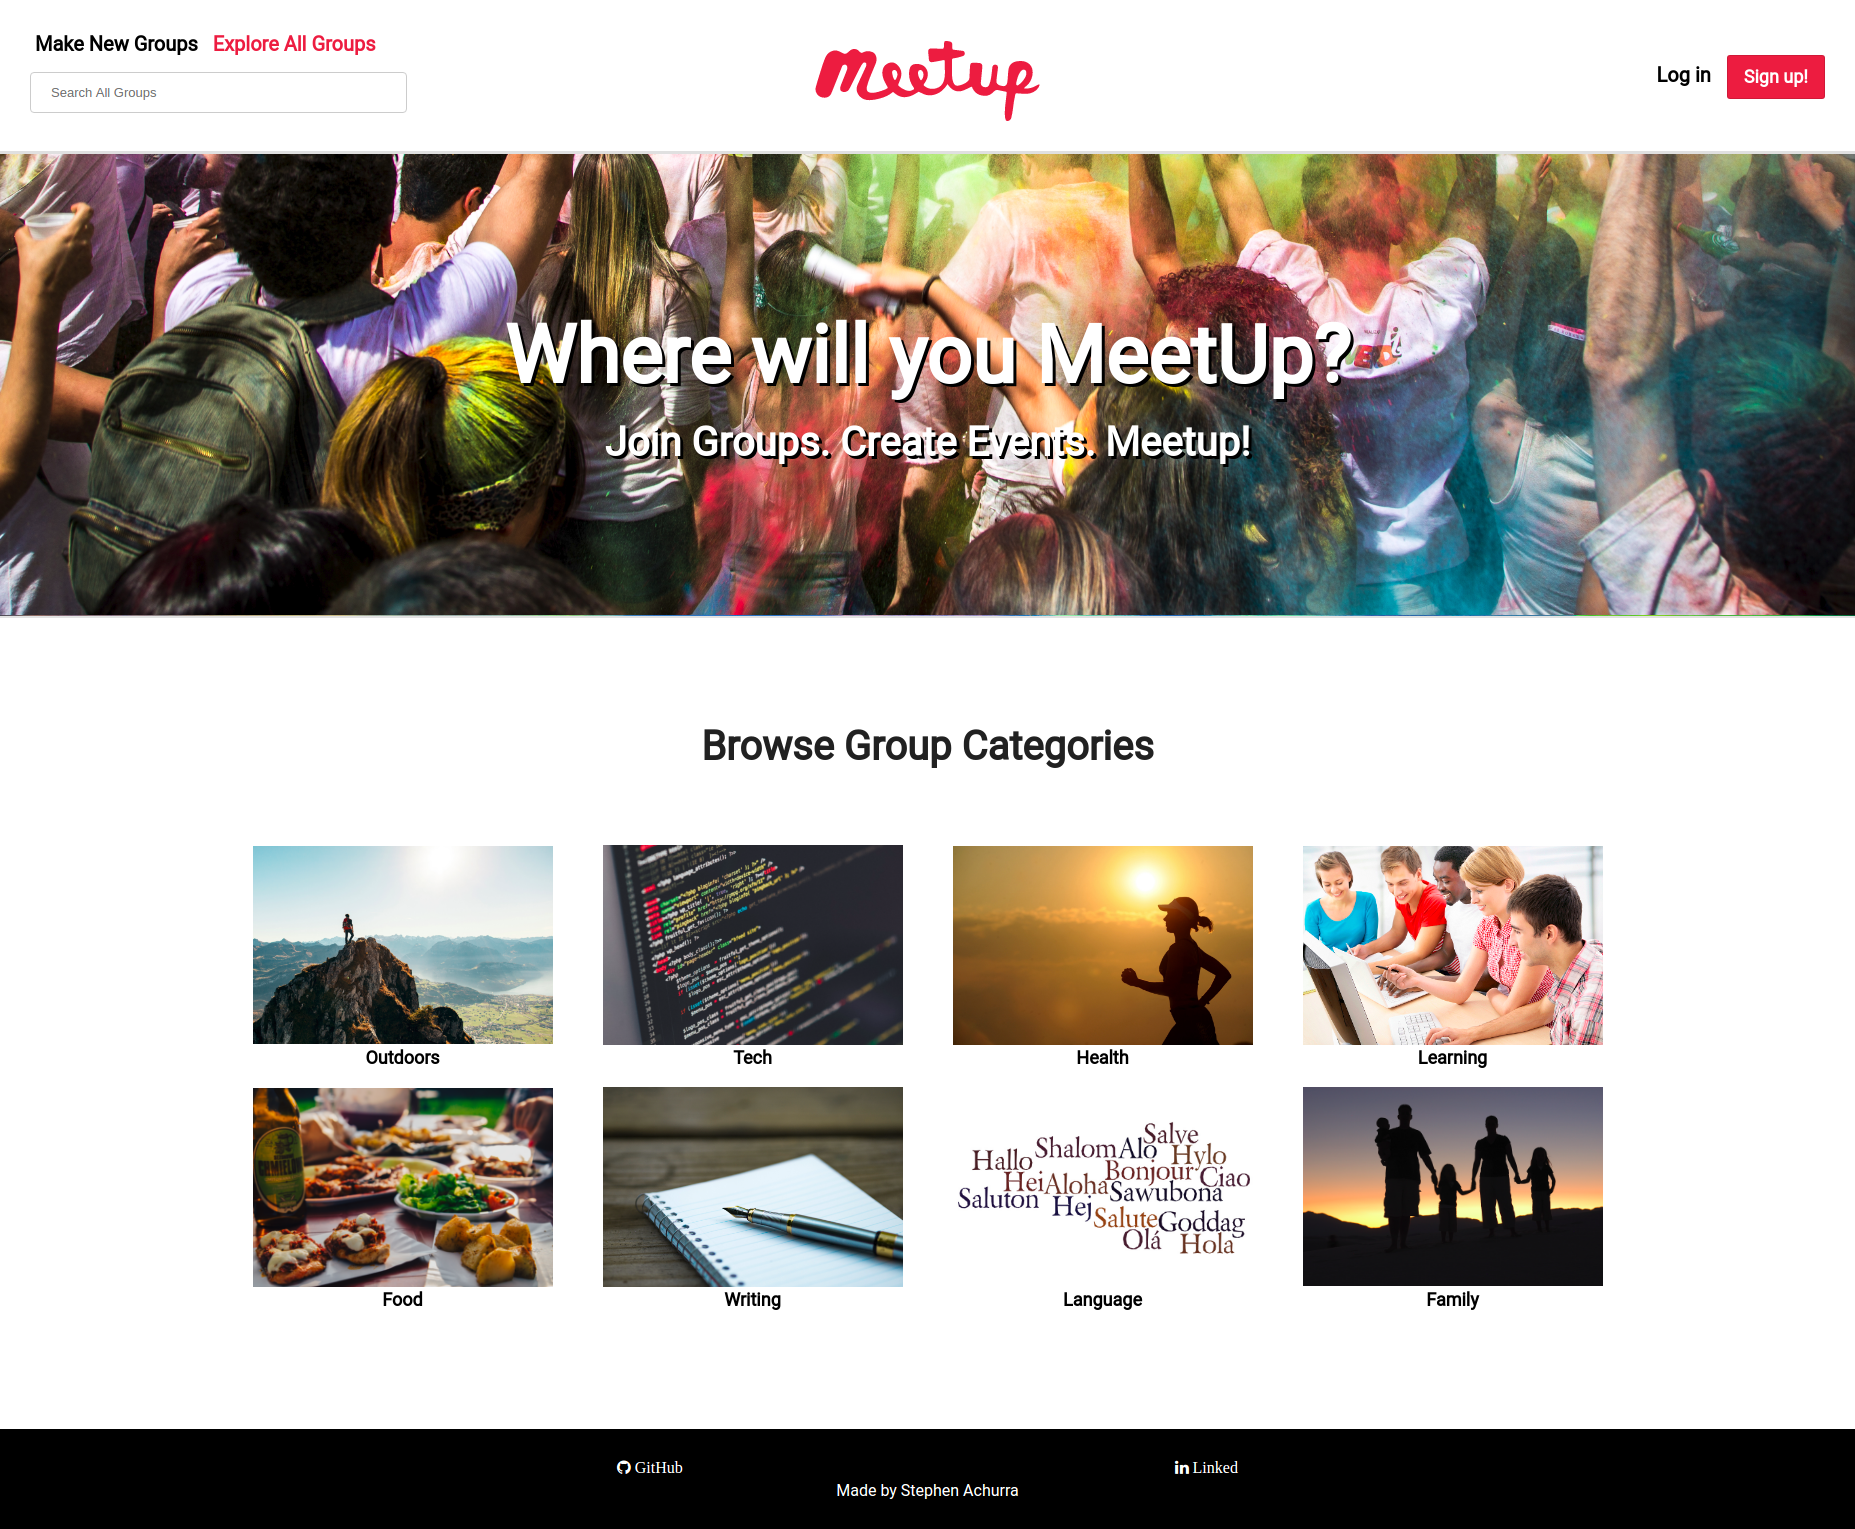 Make New Groups Explore All Groups
Search All Groups
Meetup
Log in
Sign up!
Where will you MeetUp?
Join Groups. Create Events. Meetup!
Browse Group Categories
Outdoors
Tech
Health
Learning
Salve
Shalom Alo
Hallo
Hylo
Bonjour
Hei Aloha
Ciao
Saluton
Sawubona
Hej
Salute
Goddag
Olá
Hola
Food
Writing
Language
Family
GitHub
Linked
Made by Stephen Achurra